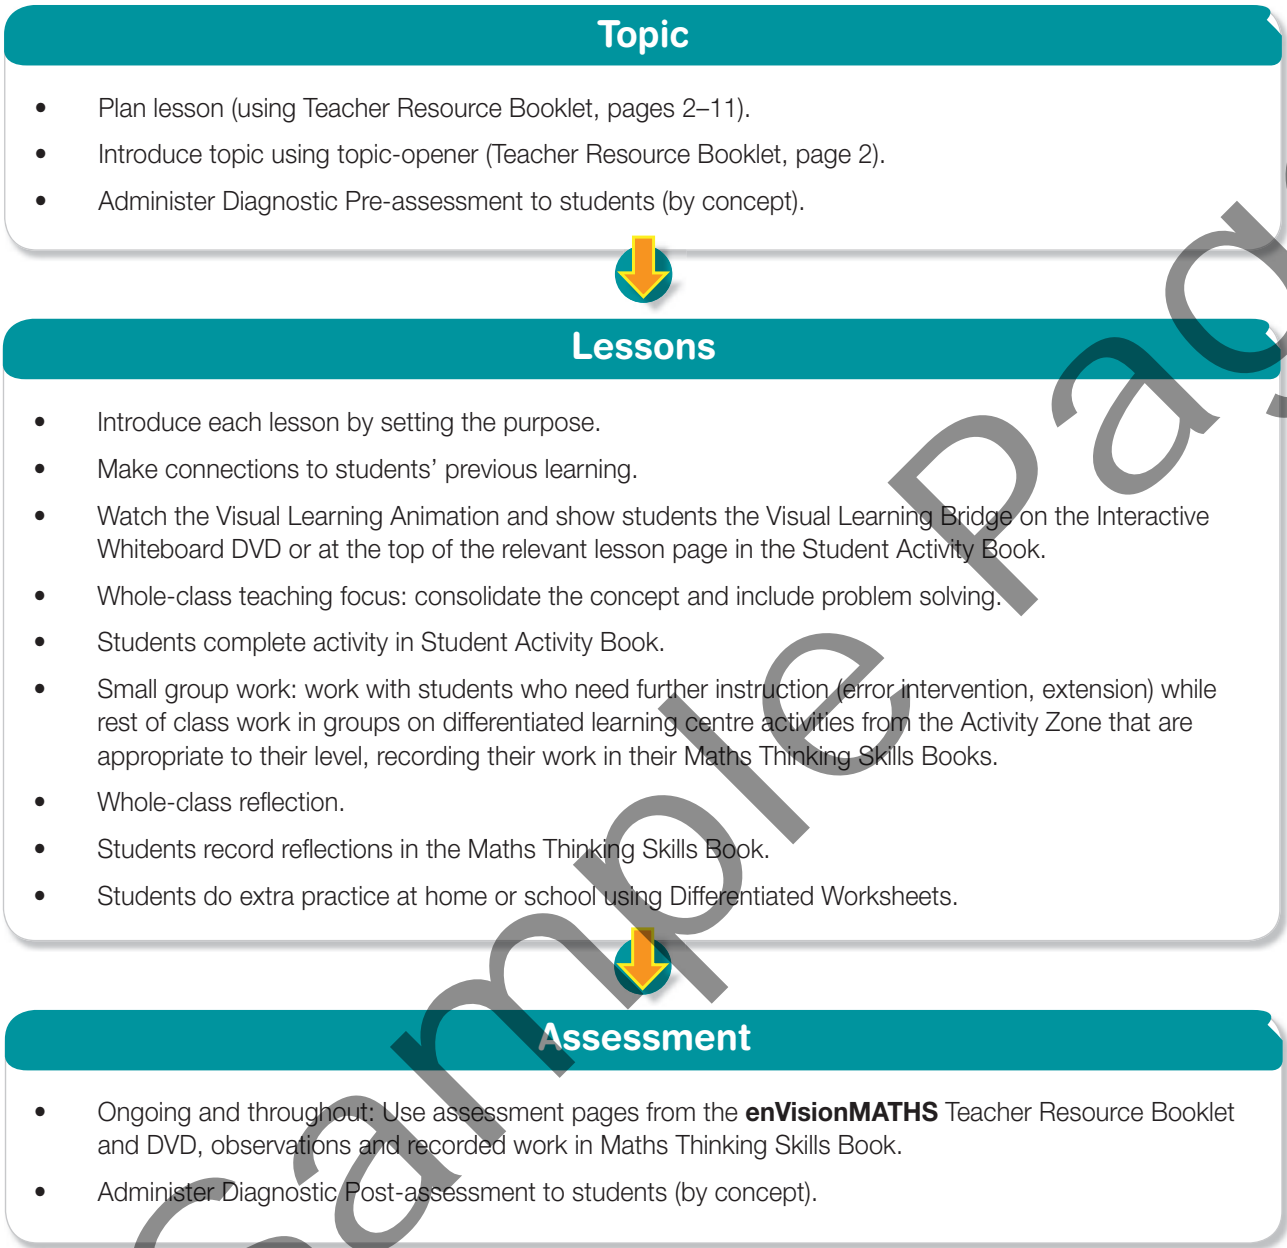 Topic
• Plan lesson (using Teacher Resource Booklet, pages 2–11).
• Introduce topic using topic-opener (Teacher Resource Booklet, page 2).
• Administer Diagnostic Pre-assessment to students (by concept).
Lessons
• Introduce each lesson by setting the purpose.
• Make connections to students’ previous learning.
• Watch the Visual Learning Animation and show students the Visual Learning Bridge on the Interactive
Whiteboard DVD or at the top of the relevant lesson page in the Student Activity Book.
• Whole-class teaching focus: consolidate the concept and include problem solving.
• Students complete activity in Student Activity Book.
• Small group work: work with students who need further instruction (error intervention, extension) while
rest of class work in groups on differentiated learning centre activities from the Activity Zone that are
appropriate to their level, recording their work in their Maths Thinking Skills Books.
• Whole-class reflection.
• Students record reflections in the Maths Thinking Skills Book.
• Students do extra practice at home or school using Differentiated Worksheets.
Assessment
• Ongoing and throughout: Use assessment pages from the enVisionMATHS Teacher Resource Booklet
and DVD, observations and recorded work in Maths Thinking Skills Book.
• Administer Diagnostic Post-assessment to students (by concept).
Sample Pag